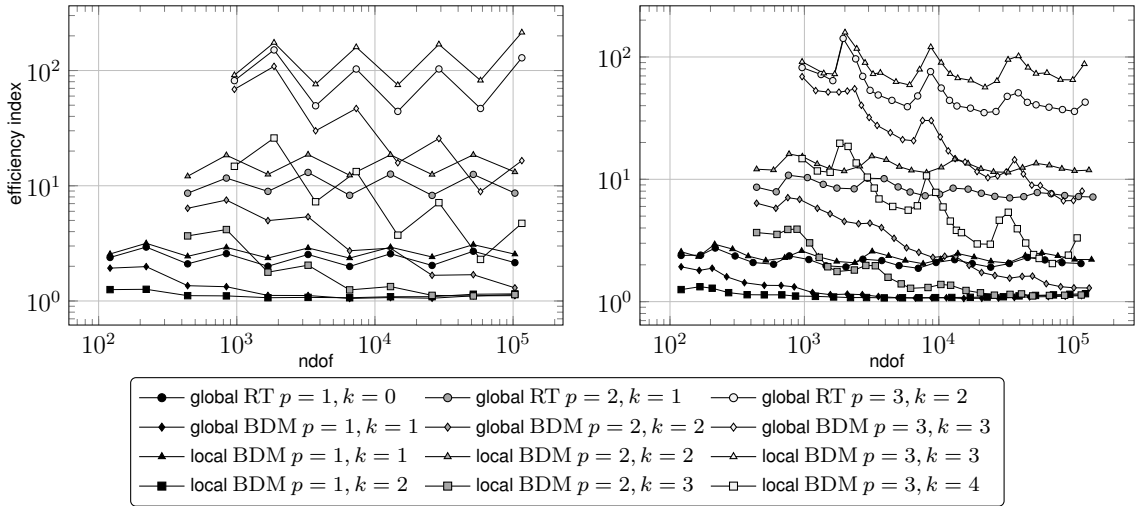 efficiency index
10^2
10^1
10^0
10^2 10^3 10^4 10^5
ndof
efficiency index
10^2
10^1
10^0
10^2 10^3 10^4 10^5
ndof
global RT p = 1, k = 0 global RT p = 2, k = 1 global RT p = 3, k = 2
global BDM p = 1, k = 1 global BDM p = 2, k = 2 global BDM p = 3, k = 3
local BDM p = 1, k = 1 local BDM p = 2, k = 2 local BDM p = 3, k = 3
local BDM p = 1, k = 2 local BDM p = 2, k = 3 local BDM p = 3, k = 4